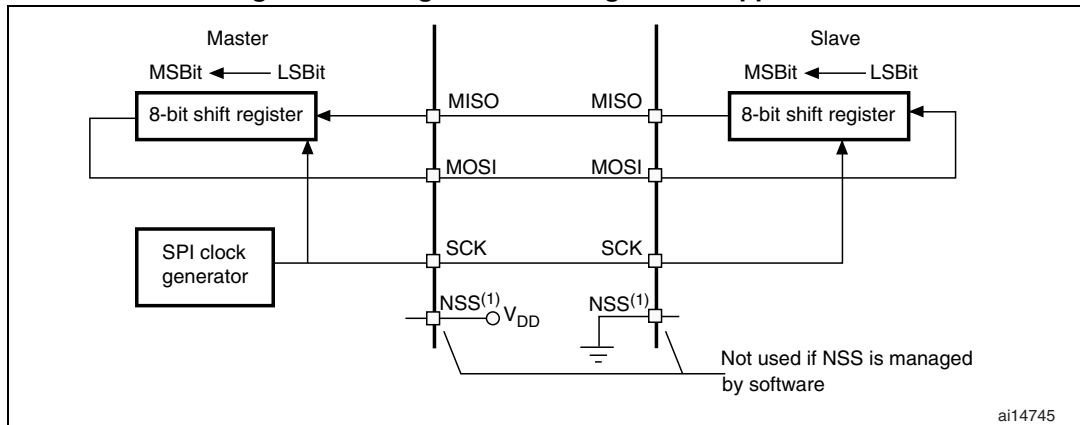 Master
Slave
MSBit LSBit
MSBit LSBit
8-bit shift register
MISO
MISO
8-bit shift register
MOSI
MOSI
SPI clock
generator
SCK
SCK
NSS(1)
VDD
NSS(1)
Not used if NSS is managed
by software
ai14745